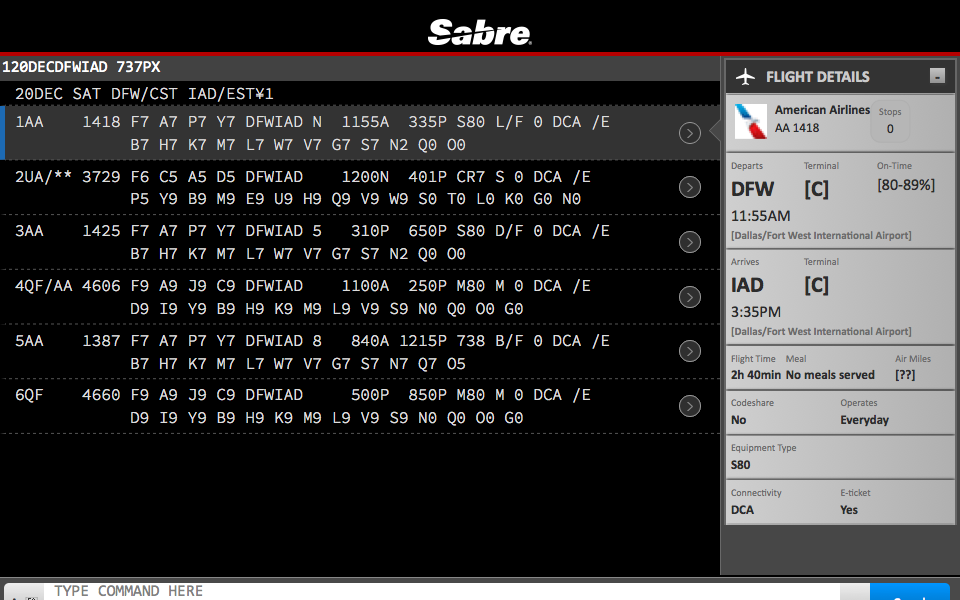 Sabre
120DECDFWIAD 737PX
20DEC SAT DFW/CST IAD/EST¥1
1AA 1418 F7 A7 P7 Y7 DFWIAD N 1155A 335P S80 L/F 0 DCA /E
B7 H7 K7 M7 L7 W7 V7 G7 S7 N2 Q0 O0
2UA/** 3729 F6 C5 A5 D5 DFWIAD 1200N 401P CR7 S 0 DCA /E
P5 Y9 B9 M9 E9 U9 H9 Q9 V9 W9 S0 T0 L0 K0 G0 N0
3AA 1425 F7 A7 P7 Y7 DFWIAD 5 310P 650P S80 D/F 0 DCA /E
B7 H7 K7 M7 L7 W7 V7 G7 S7 N2 Q0 O0
4QF/AA 4606 F9 A9 J9 C9 DFWIAD 1100A 250P M80 M 0 DCA /E
D9 I9 Y9 B9 H9 K9 M9 L9 V9 S9 N0 Q0 O0 G0
5AA 1387 F7 A7 P7 Y7 DFWIAD 8 840A 1215P 738 B/F 0 DCA /E
B7 H7 K7 M7 L7 W7 V7 G7 S7 N7 Q7 O5
6QF 4660 F9 A9 J9 C9 DFWIAD 500P 850P M80 M 0 DCA /E
D9 I9 Y9 B9 H9 K9 M9 L9 V9 S9 N0 Q0 O0 G0
TYPE COMMAND HERE
FLIGHT DETAILS -
American Airlines Stops
AA 1418 0
Departs Terminal On-Time
DFW [C] [80-89%]
11:55AM
[Dallas/Fort West International Airport]
Arrives Terminal
IAD [C]
3:35PM
[Dallas/Fort West International Airport]
Flight Time Meal Air Miles
2h 40min No meals served [??]
Codeshare Operates
No Everyday
Equipment Type
S80
Connectivity E-ticket
DCA Yes